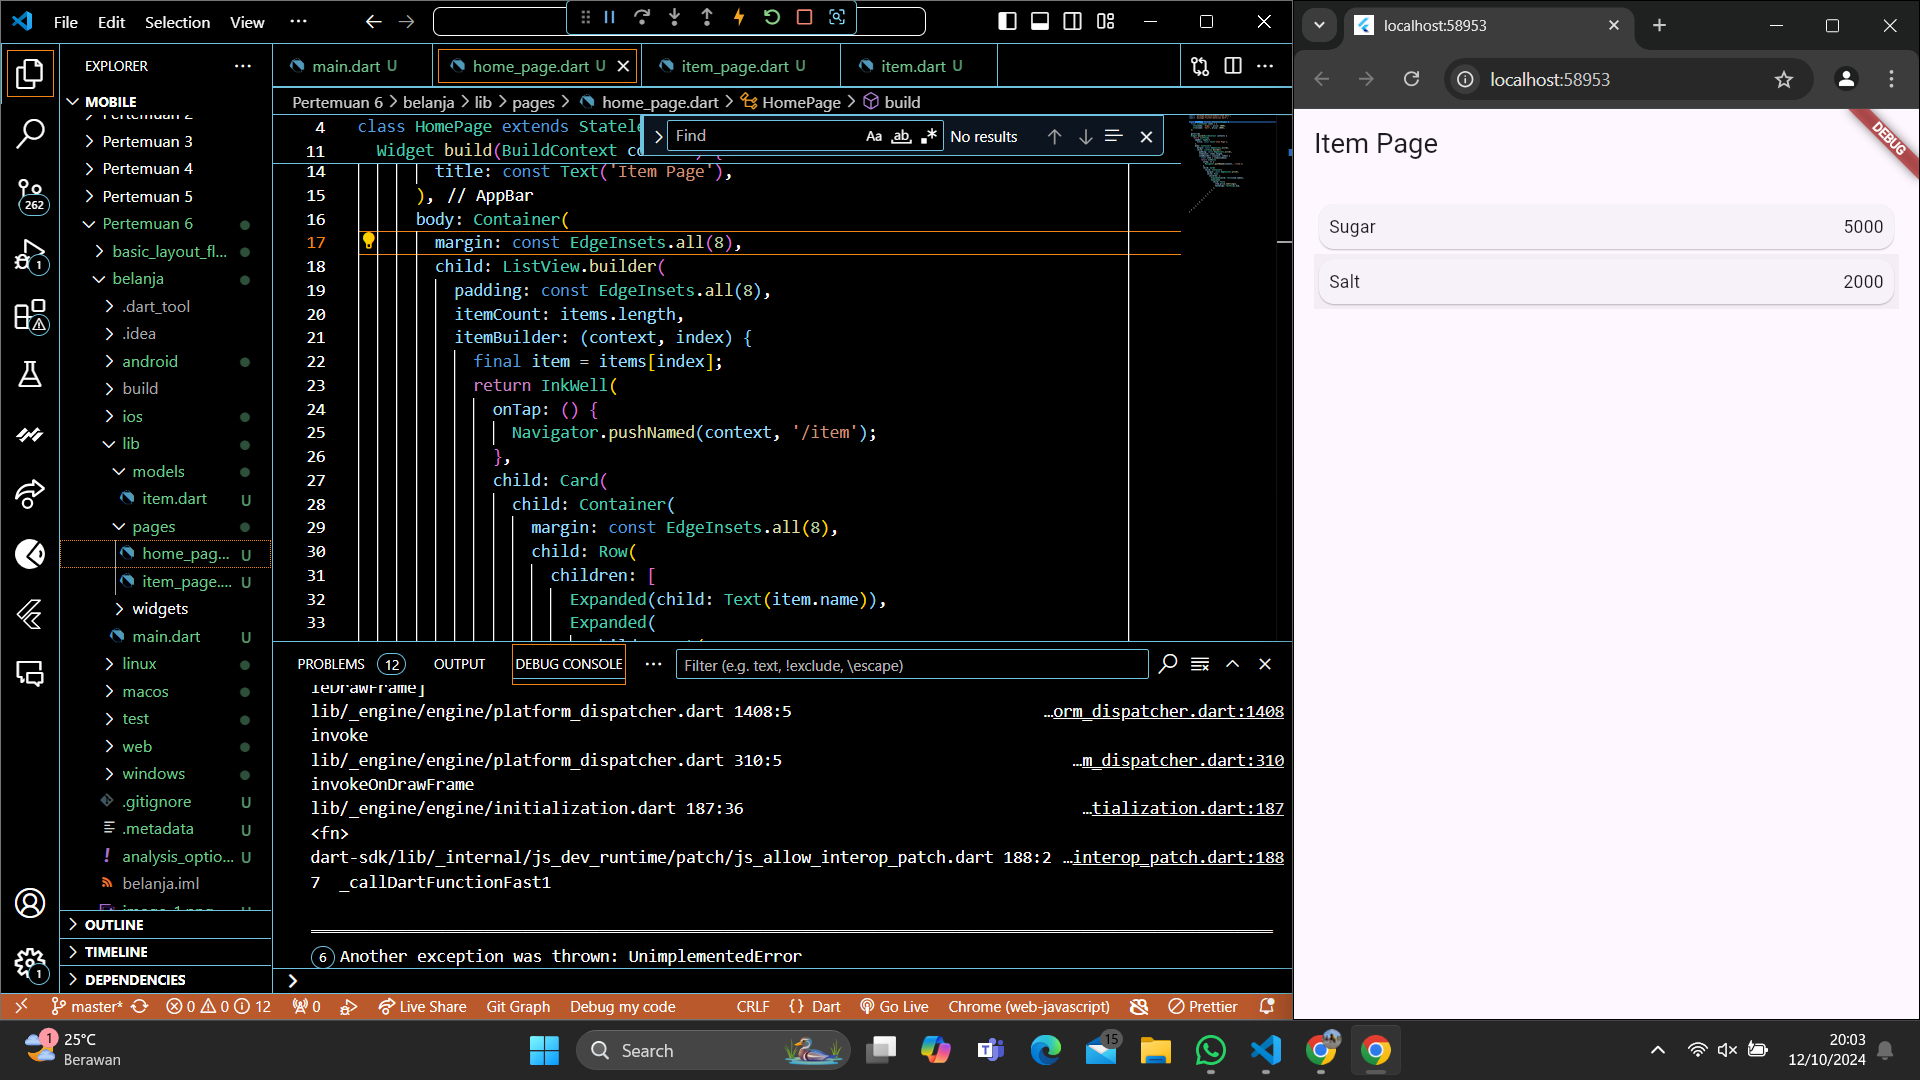 File Edit Selection View
EXPLORER
MOBILE
Pertemuan 2
Pertemuan 3
Pertemuan 4
Pertemuan 5
Pertemuan 6
basic_layout_fl...
belanja
.dart_tool
.idea
android
build
ios
lib
models
item.dart U
pages
home_pag... U
item_page.... U
widgets
main.dart U
linux
macos
test
web
windows
.gitignore U
.metadata U
analysis_optio... U
belanja.iml
OUTLINE
TIMELINE
DEPENDENCIES
262
1
1
main.dart U
home_page.dart U
item_page.dart U
item.dart U
Pertemuan 6 > belanja > lib > pages > home_page.dart > HomePage > build
Find
Aa ab .*
No results
4 class HomePage extends Statele
11 Widget build(BuildContext co
14 title: const Text('Item Page'),
15 ), // AppBar
16 body: Container(
17 margin: const EdgeInsets.all(8),
18 child: ListView.builder(
19 padding: const EdgeInsets.all(8),
20 itemCount: items.length,
21 itemBuilder: (context, index) {
22 final item = items[index];
23 return InkWell(
24 onTap: () {
25 Navigator.pushNamed(context, '/item');
26 },
27 child: Card(
28 child: Container(
29 margin: const EdgeInsets.all(8),
30 child: Row(
31 children: [
32 Expanded(child: Text(item.name)),
33 Expanded(
PROBLEMS 12 OUTPUT DEBUG CONSOLE
Filter (e.g. text, !exclude, \escape)
leDrawFrame]
lib/_engine/engine/platform_dispatcher.dart 1408:5 …orm_dispatcher.dart:1408
invoke
lib/_engine/engine/platform_dispatcher.dart 310:5 …m_dispatcher.dart:310
invokeOnDrawFrame
lib/_engine/engine/initialization.dart 187:36 …tialization.dart:187
<fn>
dart-sdk/lib/_internal/js_dev_runtime/patch/js_allow_interop_patch.dart 188:2 …interop_patch.dart:188
7 _callDartFunctionFast1
6 Another exception was thrown: UnimplementedError
master* 0 0 12 0 Live Share Git Graph Debug my code CRLF {} Dart Go Live Chrome (web-javascript) Prettier
localhost:58953
localhost:58953
Item Page
DEBUG
Sugar 5000
Salt 2000
1
25°C
Berawan
Search
15
20:03
12/10/2024